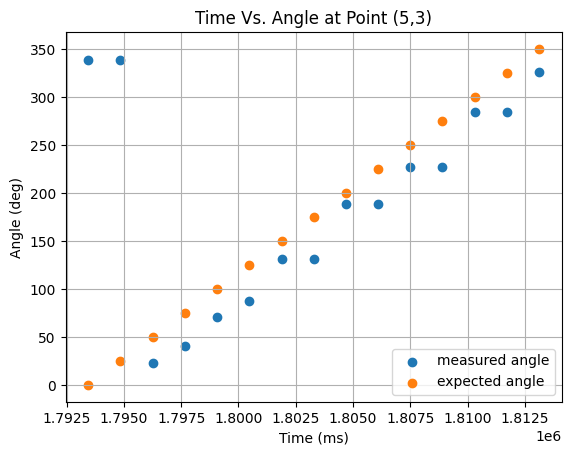 Time Vs. Angle at Point (5,3)
Angle (deg)
350
300
250
200
150
100
50
0
measured angle
expected angle
1.7925 1.7950 1.7975 1.8000 1.8025 1.8050 1.8075 1.8100 1.8125
1e6
Time (ms)